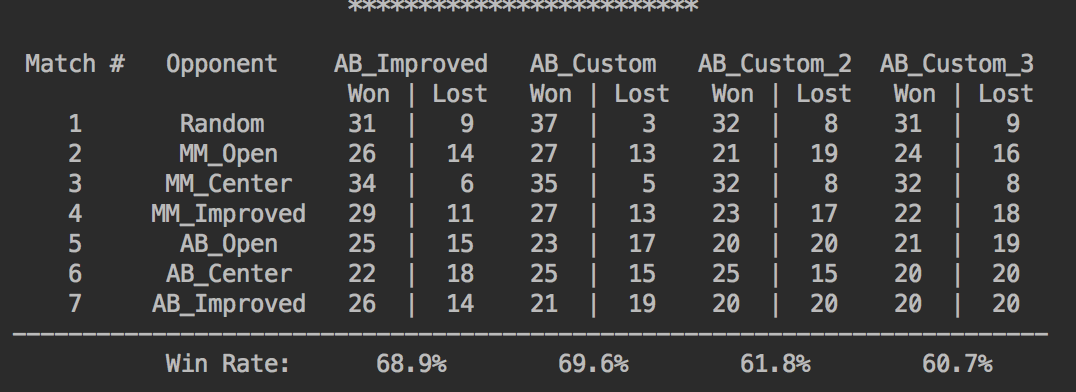 *************************
Match # Opponent AB_Improved AB_Custom AB_Custom_2 AB_Custom_3
Won | Lost Won | Lost Won | Lost Won | Lost
1 Random 31 | 9 37 | 3 32 | 8 31 | 9
2 MM_Open 26 | 14 27 | 13 21 | 19 24 | 16
3 MM_Center 34 | 6 35 | 5 32 | 8 32 | 8
4 MM_Improved 29 | 11 27 | 13 23 | 17 22 | 18
5 AB_Open 25 | 15 23 | 17 20 | 20 21 | 19
6 AB_Center 22 | 18 25 | 15 25 | 15 20 | 20
7 AB_Improved 26 | 14 21 | 19 20 | 20 20 | 20
--------------------------------------------------------------------------
Win Rate: 68.9% 69.6% 61.8% 60.7%